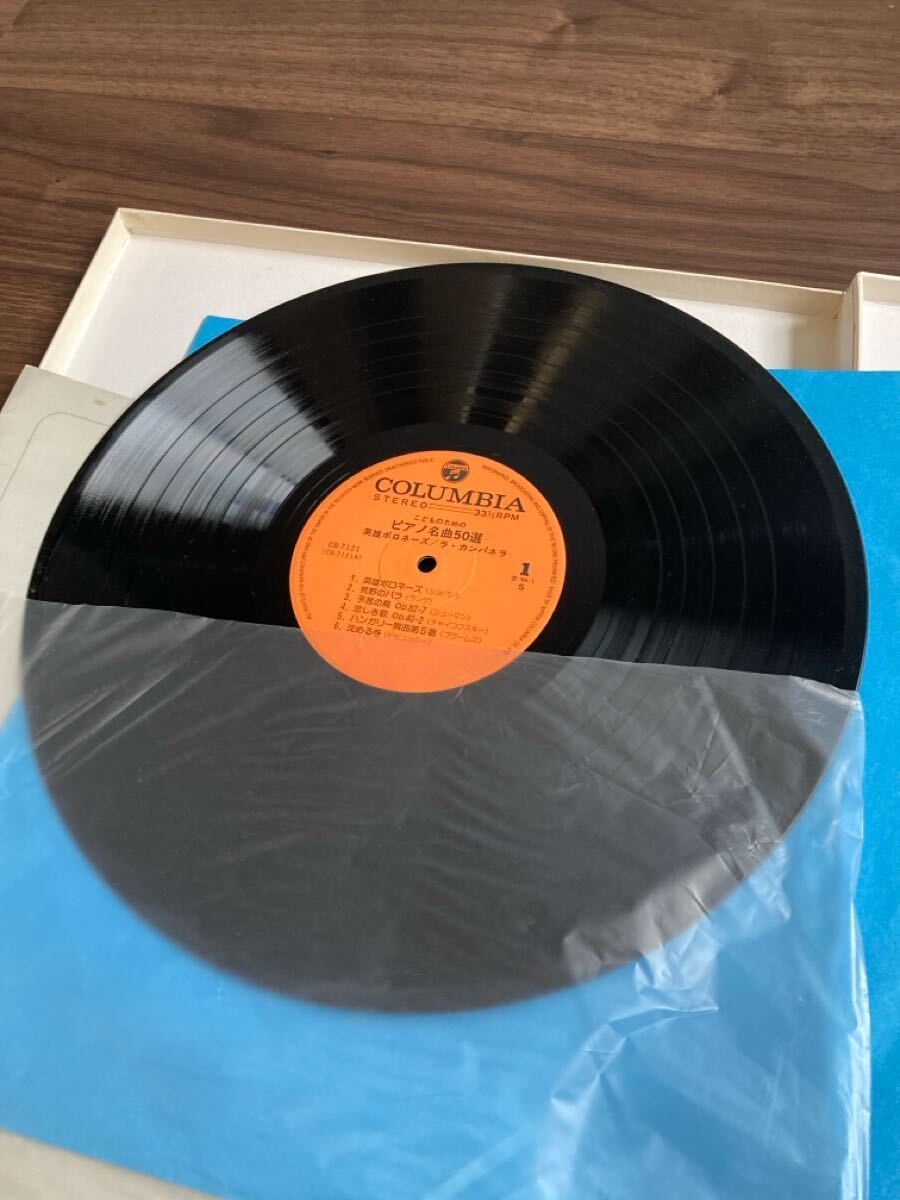 COLUMBIA
STEREO 33⅓RPM
こどものための
ピアノ名曲50選
英雄ポロネーズ/ラ・カンパネラ
CB-7121
(CB-7121A)
1
S
1. 英雄ポロネーズ (ショパン)
2. 荒野のバラ (ランゲ)
3. 予言の鳥 Op.82-7 (シューマン)
4. 悲しき歌 Op.40-2 (チャイコフスキー)
5. ハンガリー舞曲第5番 (ブラームス)
6. 沈める寺 (ドビュッシー)